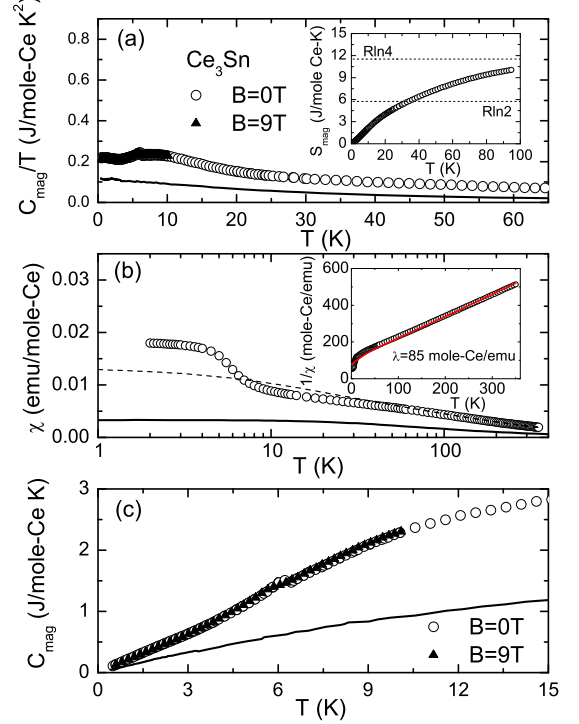 (a)
Ce3Sn
B=0T
B=9T
C_mag/T (J/mole-Ce K²)
0.8
0.6
0.4
0.2
0.0
0 10 20 30 40 50 60
T (K)
S_mag (J/mole Ce-K)
15
12
9
6
3
0
Rln4
Rln2
0 20 40 60 80 100
T (K)
(b)
χ (emu/mole-Ce)
0.03
0.02
0.01
0.00
1 10 100
T (K)
1/χ (mole-Ce/emu)
600
400
200
0
λ=85 mole-Ce/emu
0 100 200 300
T (K)
(c)
C_mag (J/mole-Ce K)
3
2
1
0
B=0T
B=9T
0 3 6 9 12 15
T (K)